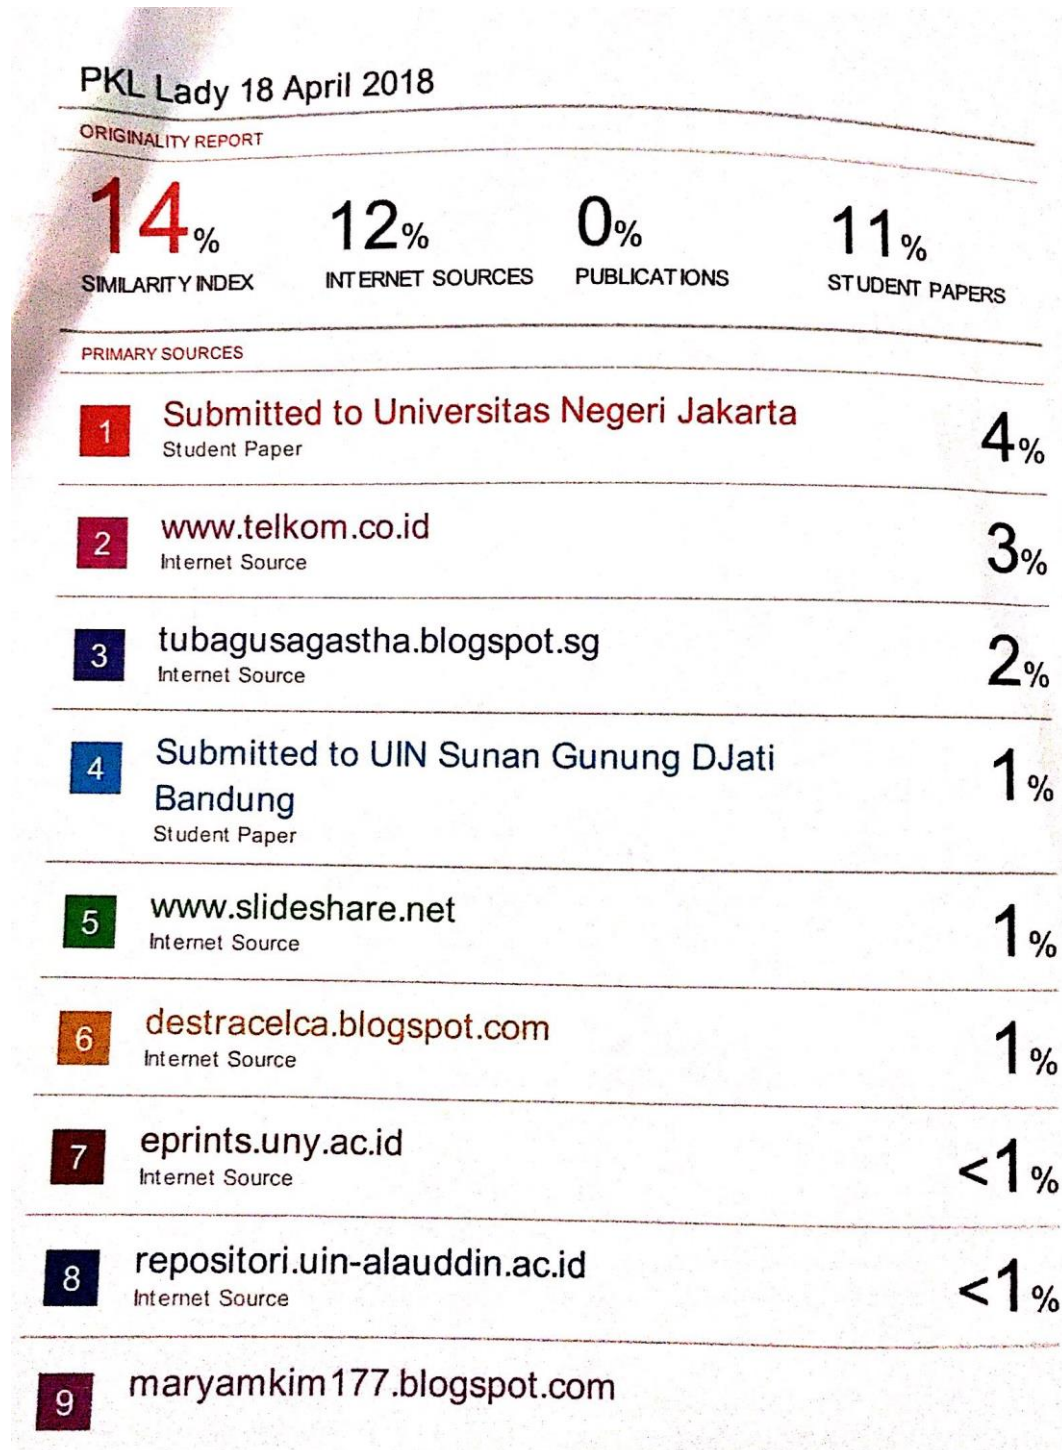 PKL Lady 18 April 2018
ORIGINALITY REPORT
14% 12% 0% 11%
SIMILARITY INDEX INTERNET SOURCES PUBLICATIONS STUDENT PAPERS
PRIMARY SOURCES
1 Submitted to Universitas Negeri Jakarta 4%
Student Paper
2 www.telkom.co.id 3%
Internet Source
3 tubagusagastha.blogspot.sg 2%
Internet Source
4 Submitted to UIN Sunan Gunung DJati 1%
Bandung
Student Paper
5 www.slideshare.net 1%
Internet Source
6 destracelca.blogspot.com 1%
Internet Source
7 eprints.uny.ac.id <1%
Internet Source
8 repositori.uin-alauddin.ac.id <1%
Internet Source
9 maryamkim177.blogspot.com